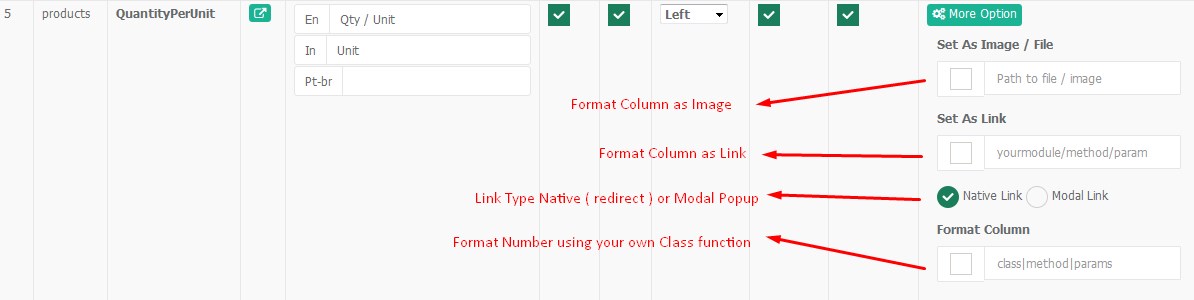 5 products QuantityPerUnit En Qty / Unit Left More Option
In Unit
Pt-br
Set As Image / File
Path to file / image
Format Column as Image
Set As Link
yourmodule/method/param
Format Column as Link
Native Link Modal Link
Link Type Native ( redirect ) or Modal Popup
Format Column
Format Number using your own Class function
class|method|params